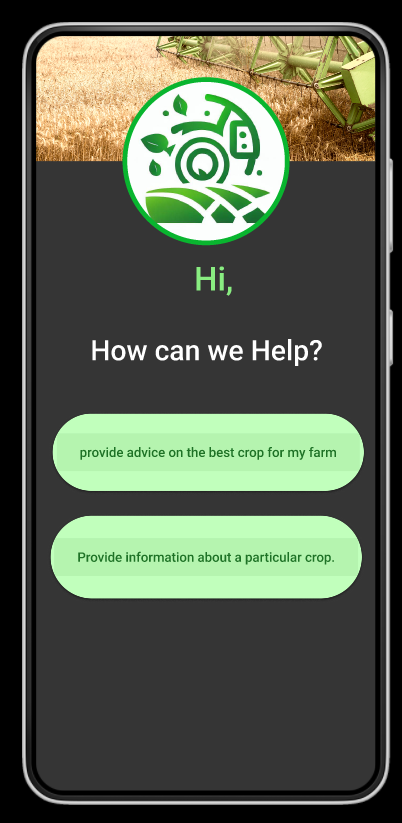 Hi,
How can we Help?
provide advice on the best crop for my farm
Provide information about a particular crop.